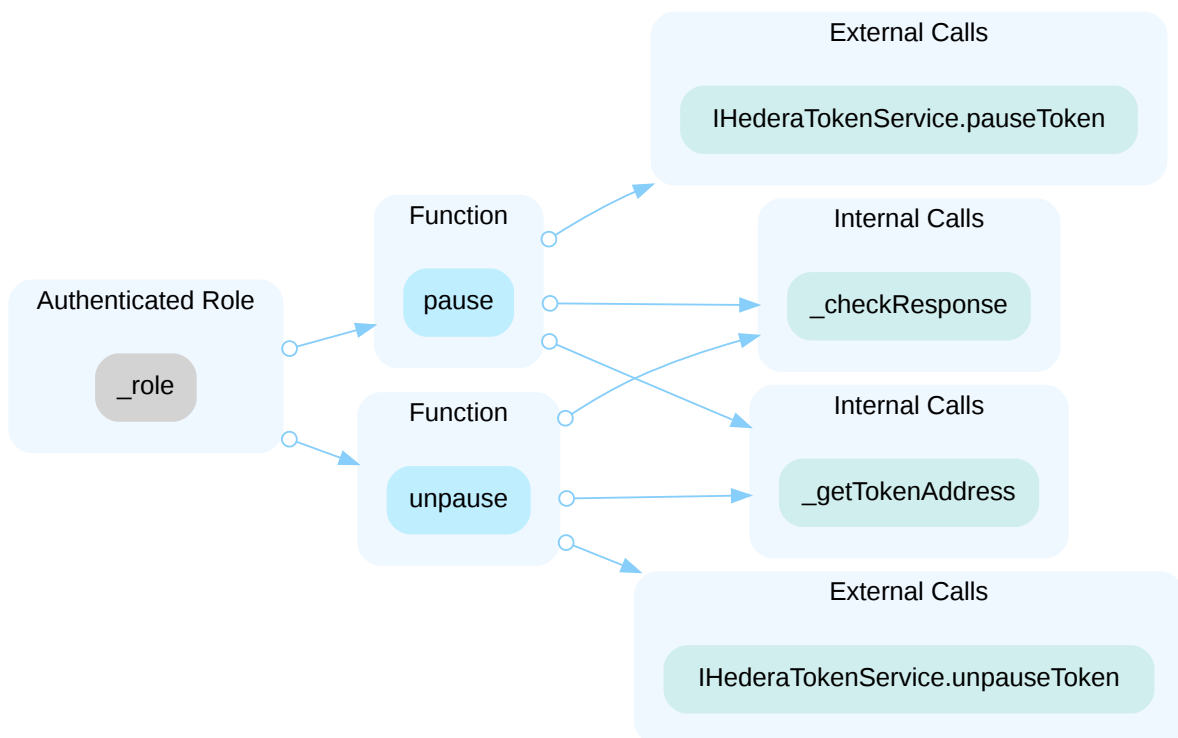 Authenticated Role
_role
Function
pause
Function
unpause
External Calls
IHederaTokenService.pauseToken
Internal Calls
_checkResponse
Internal Calls
_getTokenAddress
External Calls
IHederaTokenService.unpauseToken